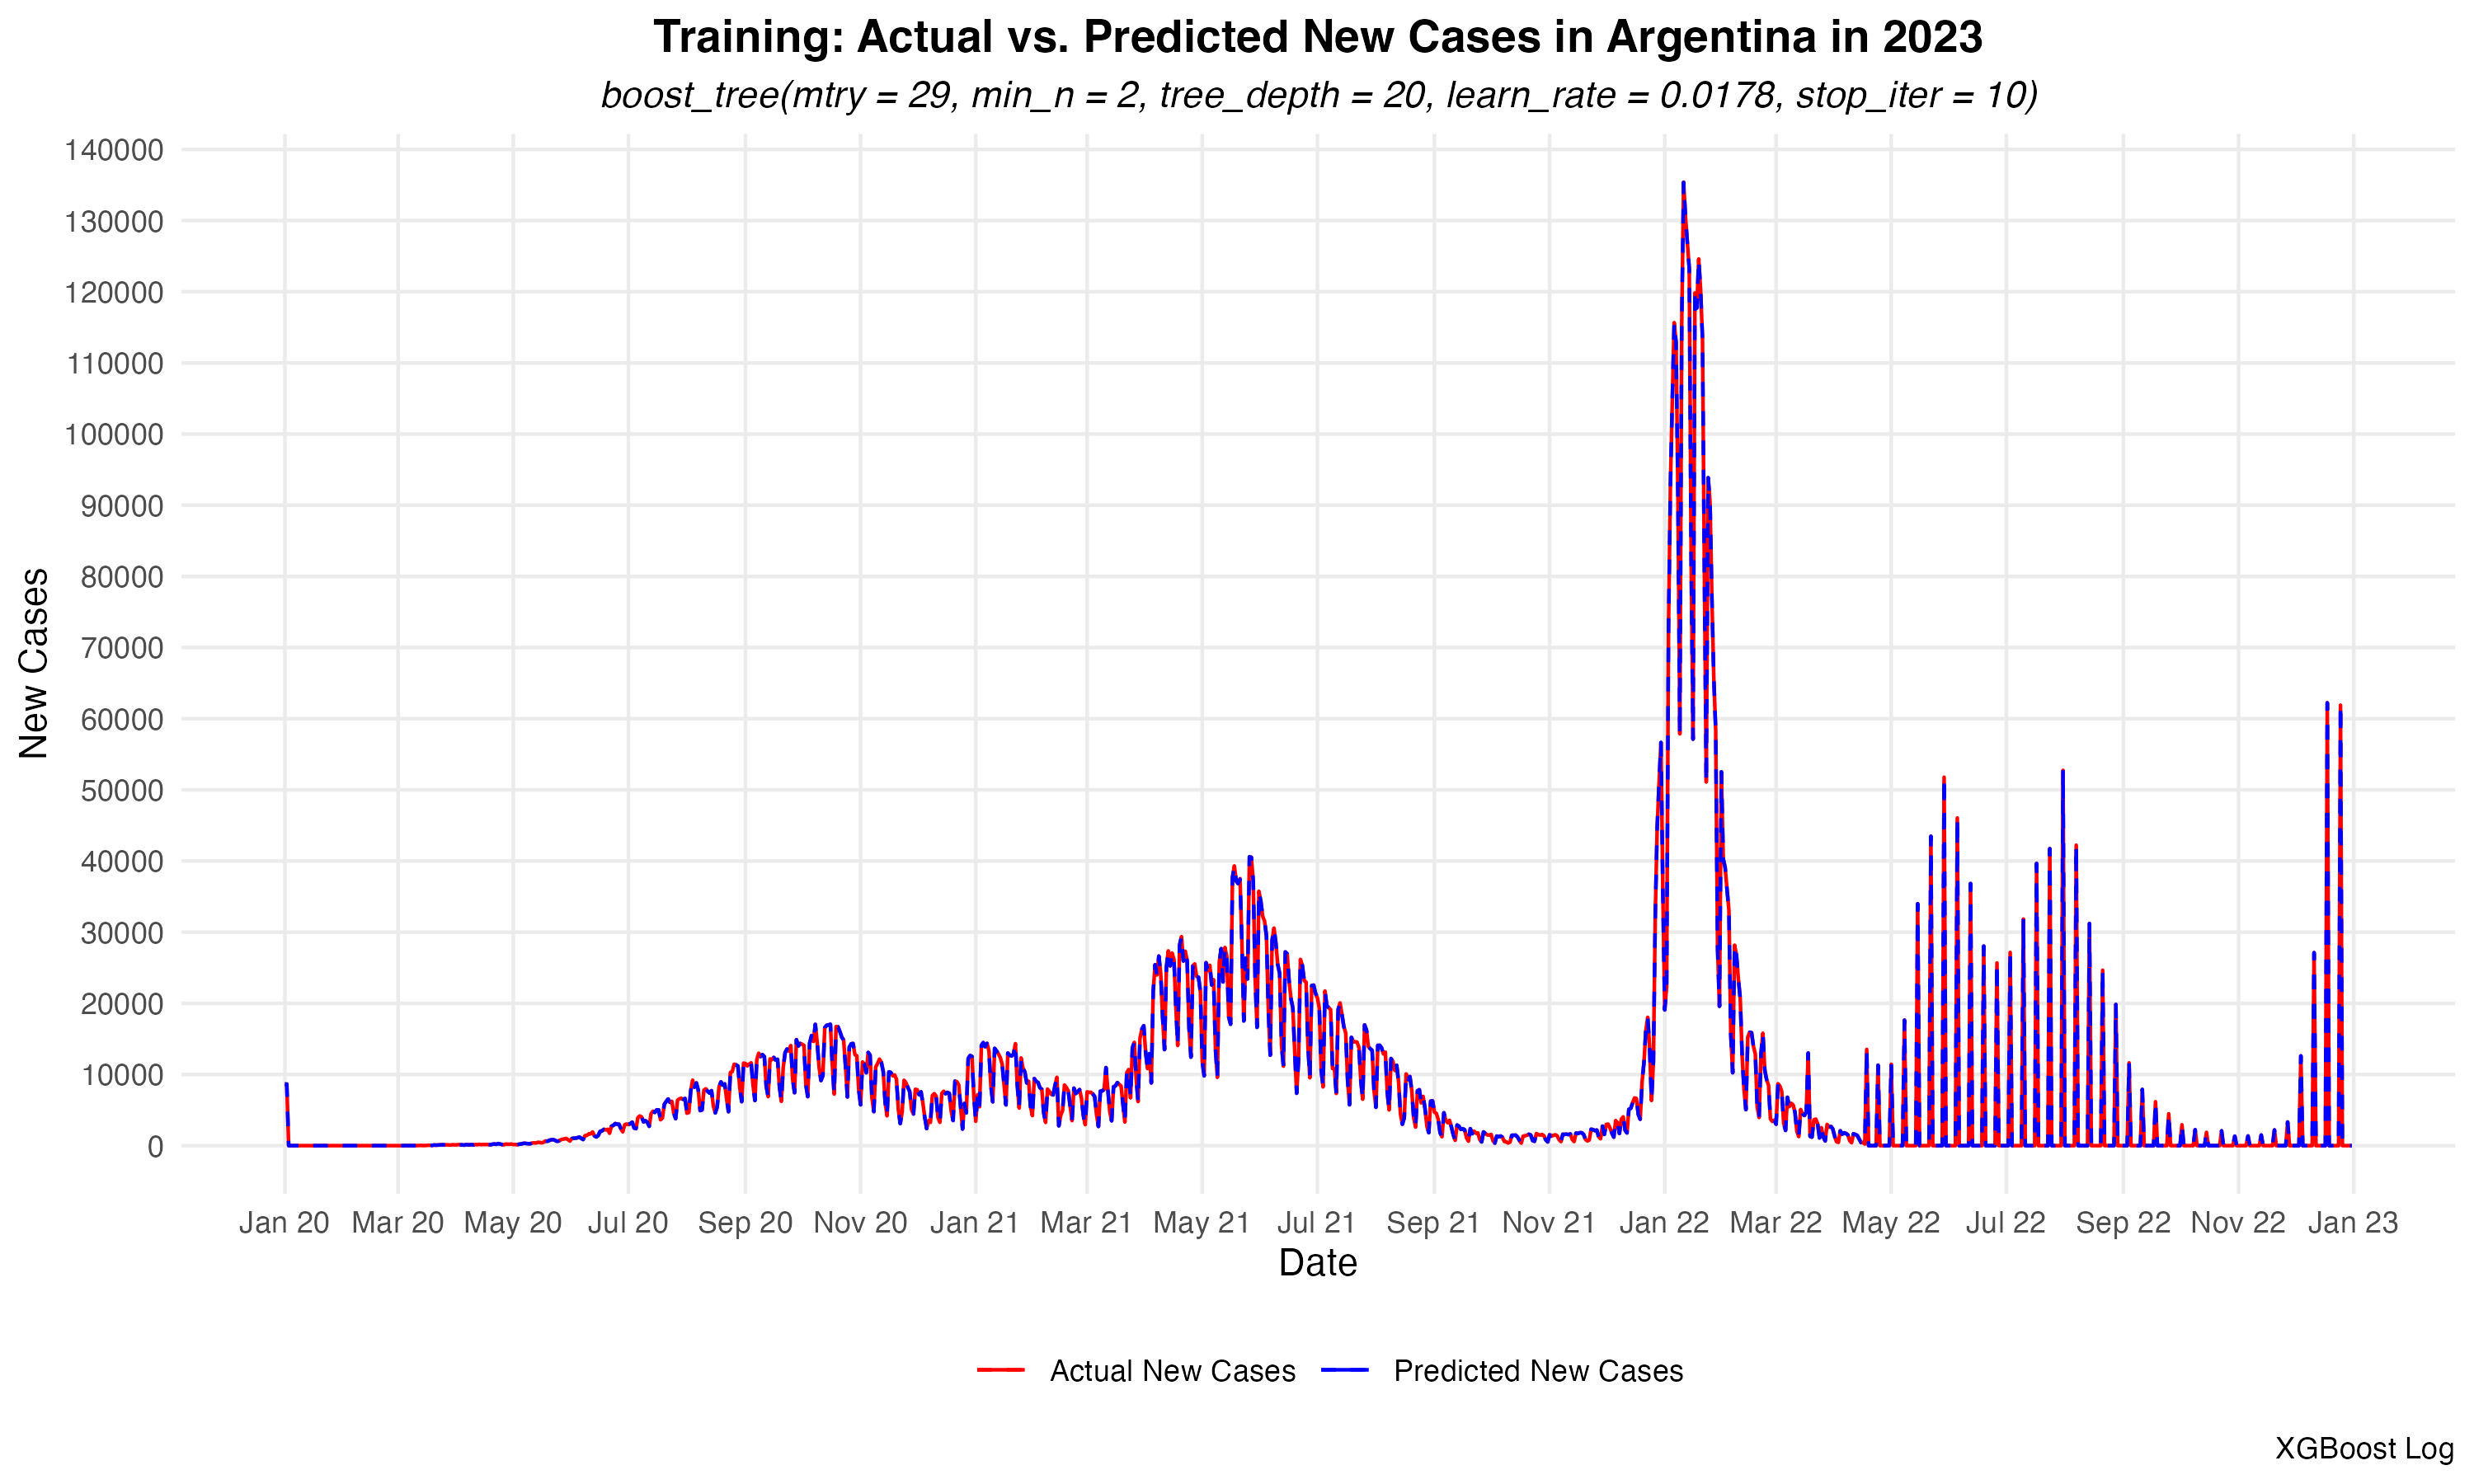 Training: Actual vs. Predicted New Cases in Argentina in 2023
boost_tree(mtry = 29, min_n = 2, tree_depth = 20, learn_rate = 0.0178, stop_iter = 10)
140000
130000
120000
110000
100000
90000
80000
70000
60000
50000
40000
30000
20000
10000
0
New Cases
Jan 20 Mar 20 May 20 Jul 20 Sep 20 Nov 20 Jan 21 Mar 21 May 21 Jul 21 Sep 21 Nov 21 Jan 22 Mar 22 May 22 Jul 22 Sep 22 Nov 22 Jan 23
Date
Actual New Cases Predicted New Cases
XGBoost Log